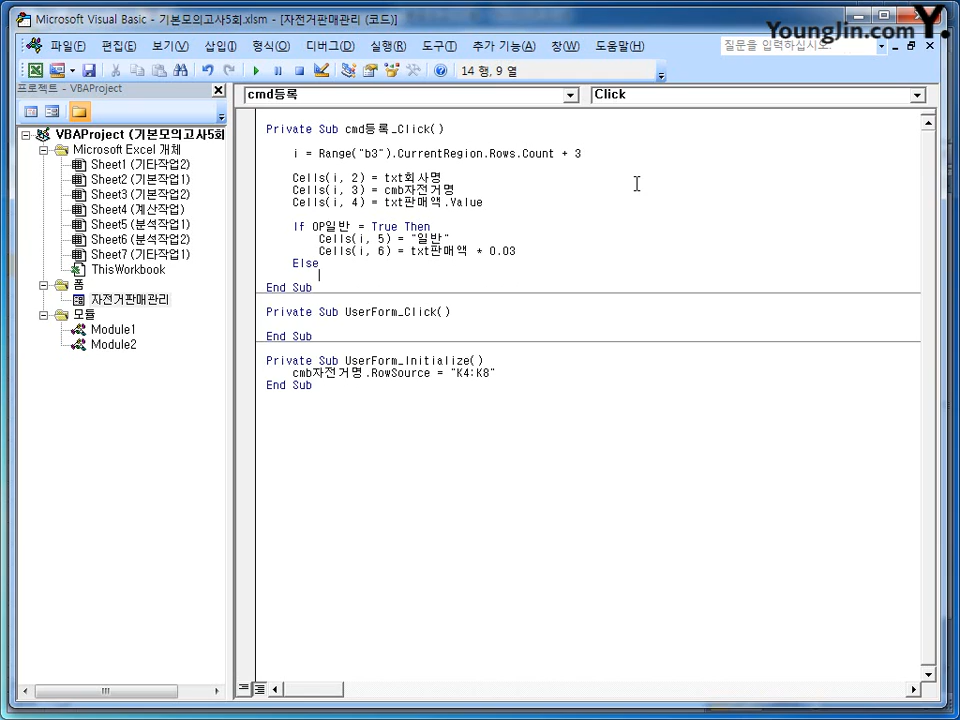 Microsoft Visual Basic - 기본모의고사5회.xlsm - [자전거판매관리 (코드)]
YoungJin.com Y.
파일(F) 편집(E) 보기(V) 삽입(I) 형식(O) 디버그(D) 실행(R) 도구(T) 추가 기능(A) 창(W) 도움말(H) 질문을 입력하십시오.
14 행, 9 열
프로젝트 - VBAProject
cmd등록 Click
VBAProject (기본모의고사5회
Microsoft Excel 개체
Sheet1 (기타작업2)
Sheet2 (기본작업1)
Sheet3 (기본작업2)
Sheet4 (계산작업)
Sheet5 (분석작업1)
Sheet6 (분석작업2)
Sheet7 (기타작업1)
ThisWorkbook
폼
자전거판매관리
모듈
Module1
Module2
Private Sub cmd등록_Click()
i = Range("b3").CurrentRegion.Rows.Count + 3
Cells(i, 2) = txt회사명
Cells(i, 3) = cmb자전거명
Cells(i, 4) = txt판매액.Value
If OP일반 = True Then
Cells(i, 5) = "일반"
Cells(i, 6) = txt판매액 * 0.03
Else
End Sub
Private Sub UserForm_Click()
End Sub
Private Sub UserForm_Initialize()
cmb자전거명.RowSource = "K4:K8"
End Sub